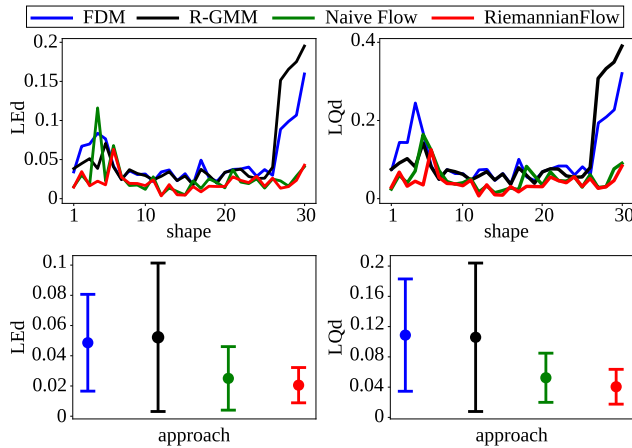 FDM R-GMM Naive Flow RiemannianFlow
0.2
0.15
0.1
0.05
0
LEd
1 10 20 30
shape
0.4
0.2
0
LQd
1 10 20 30
shape
0.1
0.08
0.06
0.04
0.02
0
LEd
approach
0.2
0.16
0.12
0.08
0.04
0
LQd
approach